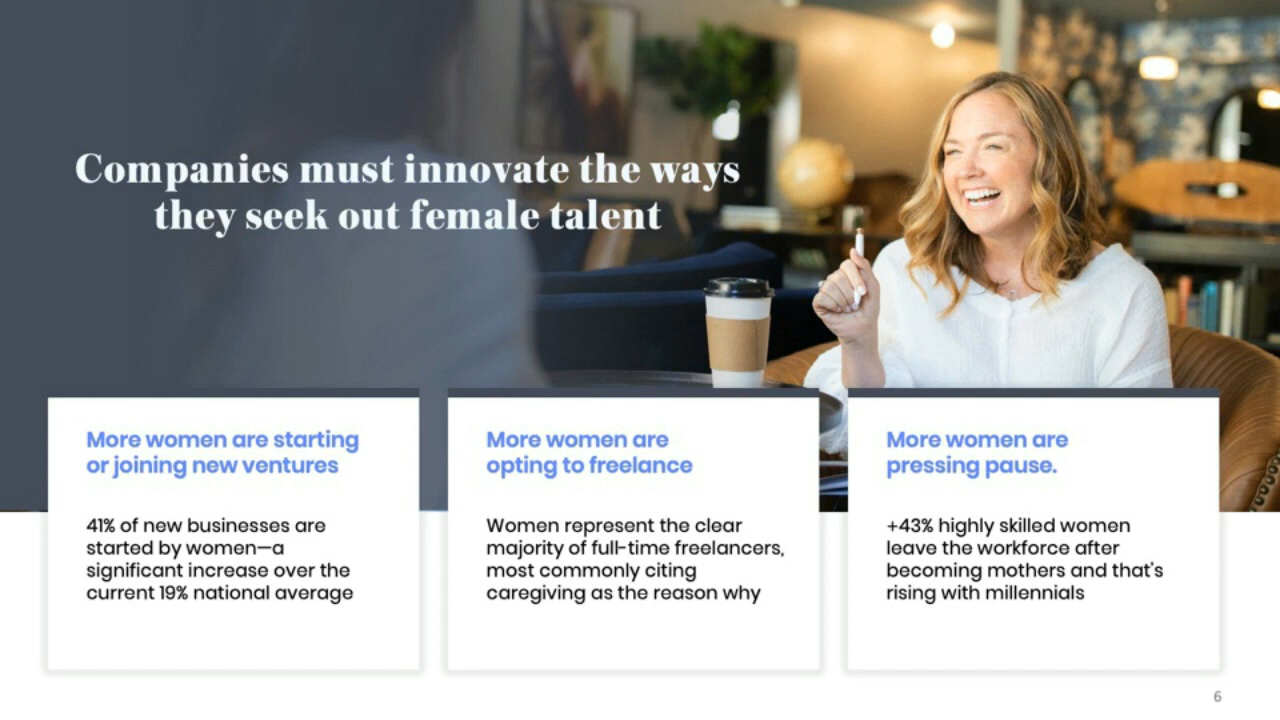 Companies must innovate the ways
they seek out female talent
More women are starting
or joining new ventures
41% of new businesses are
started by women—a
significant increase over the
current 19% national average
More women are
opting to freelance
Women represent the clear
majority of full-time freelancers,
most commonly citing
caregiving as the reason why
More women are
pressing pause.
+43% highly skilled women
leave the workforce after
becoming mothers and that's
rising with millennials
6